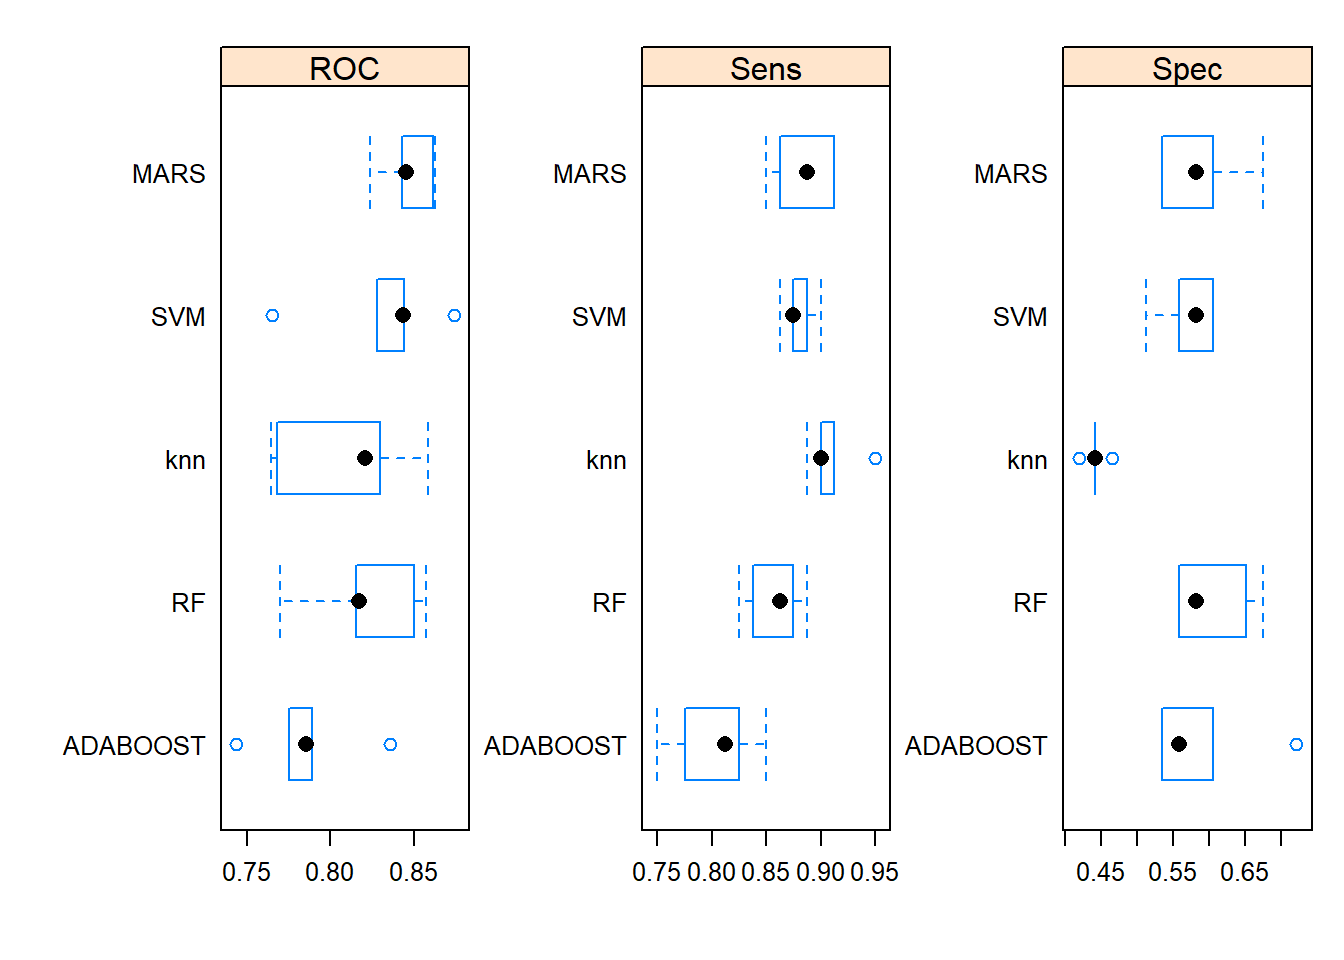 ROC Sens Spec
MARS MARS MARS
SVM SVM SVM
knn knn knn
RF RF RF
ADABOOST ADABOOST ADABOOST
0.75 0.80 0.85 0.75 0.80 0.85 0.90 0.95 0.45 0.55 0.65